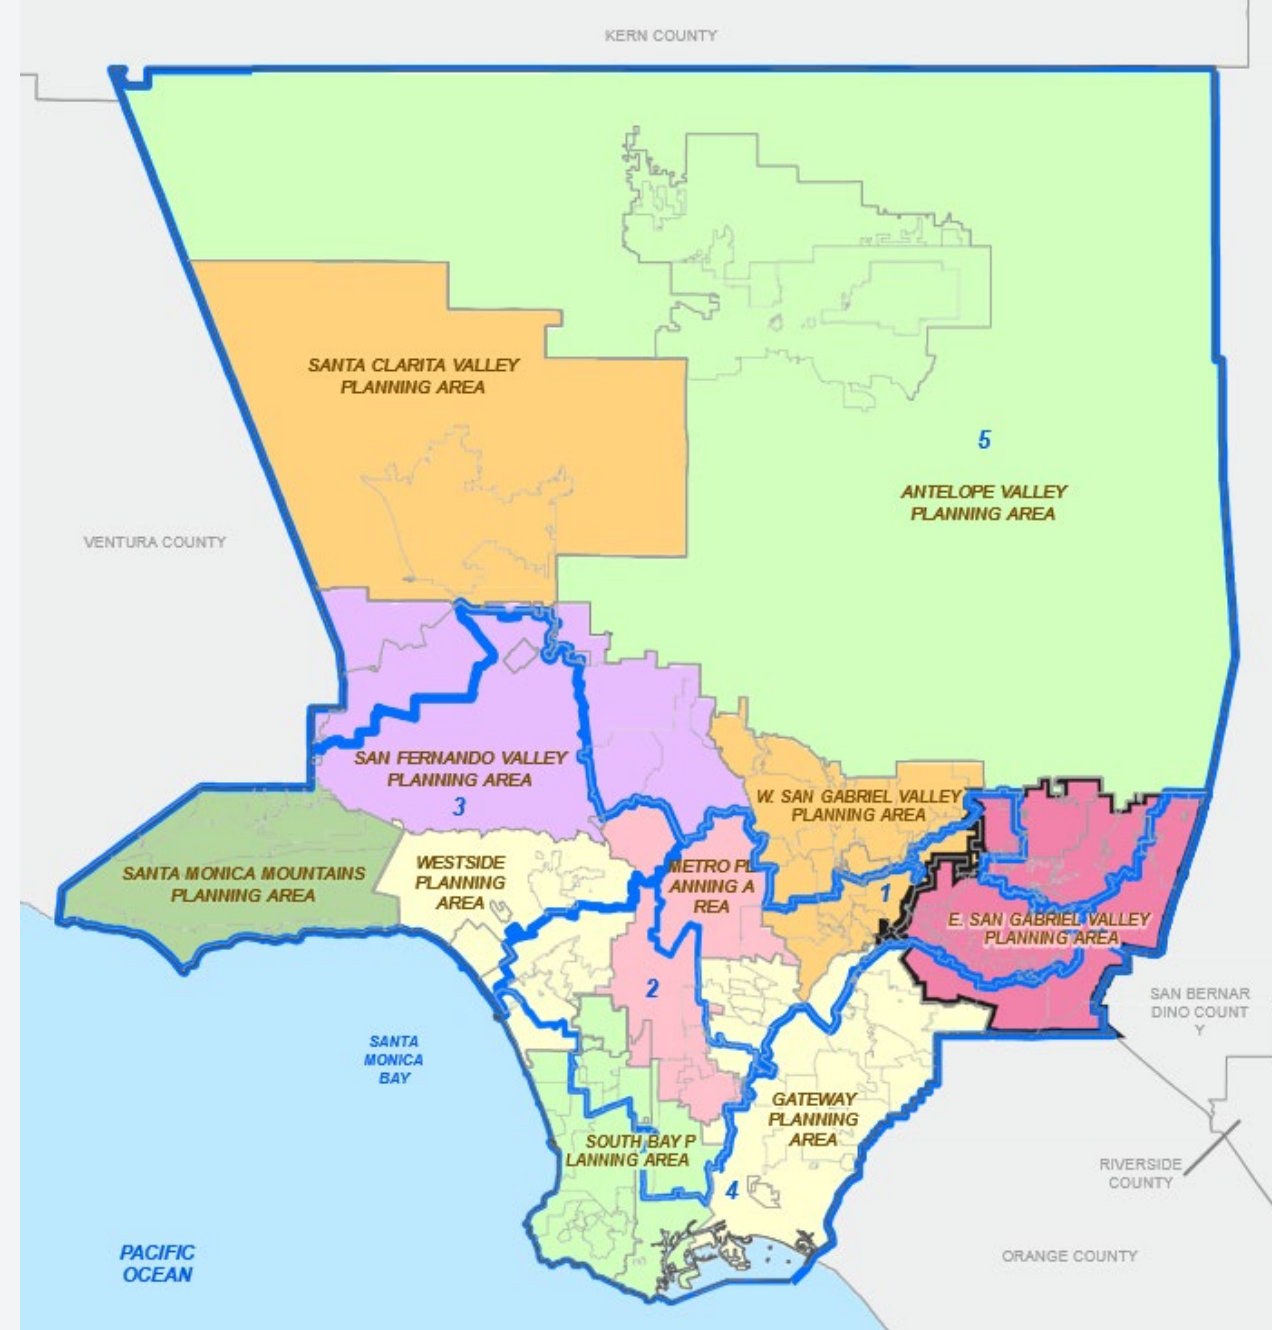 KERN COUNTY
SANTA CLARITA VALLEY
PLANNING AREA
5
ANTELOPE VALLEY
PLANNING AREA
VENTURA COUNTY
SAN FERNANDO VALLEY
PLANNING AREA
3
W. SAN GABRIEL VALLEY
PLANNING AREA
SANTA MONICA MOUNTAINS
PLANNING AREA
WESTSIDE
PLANNING
AREA
METRO PL
ANNING A
REA
1
E. SAN GABRIEL VALLEY
PLANNING AREA
2
SAN BERNAR
DINO COUNT
Y
SANTA
MONICA
BAY
GATEWAY
PLANNING
AREA
SOUTH BAY P
LANNING AREA
4
RIVERSIDE
COUNTY
PACIFIC
OCEAN
ORANGE COUNTY